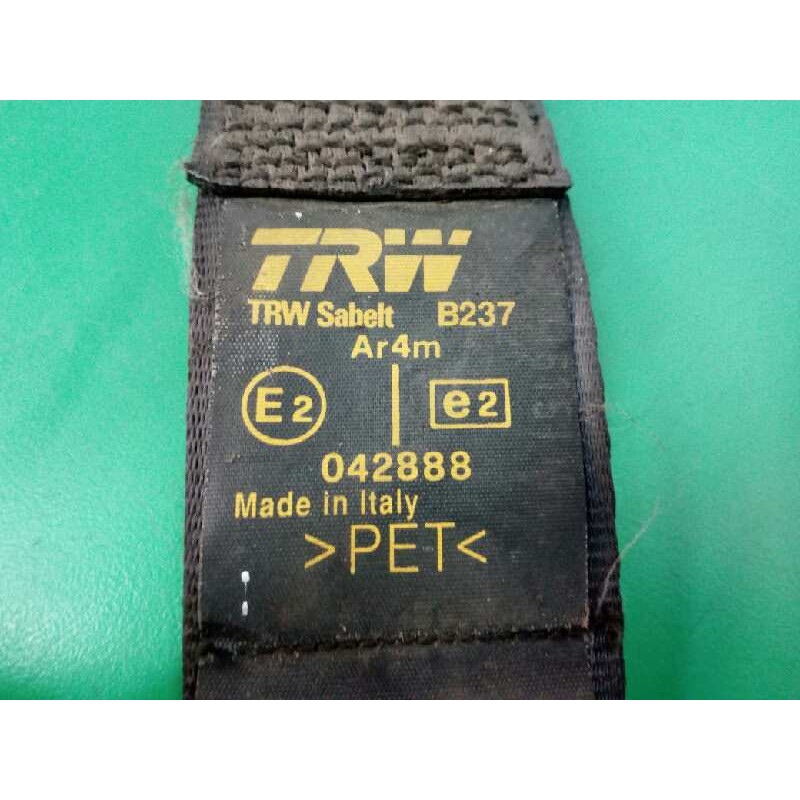 TRW
TRW Sabelt B237
Ar4m
E2 e2
042888
Made in Italy
>PET<